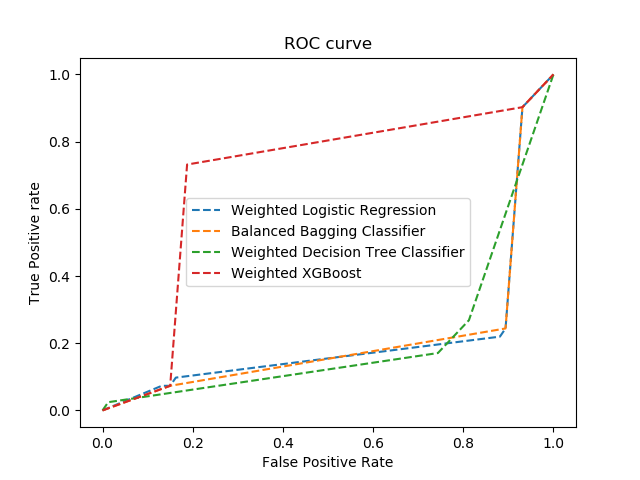 ROC curve
1.0
0.8
0.6
0.4
0.2
0.0
True Positive rate
Weighted Logistic Regression
Balanced Bagging Classifier
Weighted Decision Tree Classifier
Weighted XGBoost
0.0 0.2 0.4 0.6 0.8 1.0
False Positive Rate